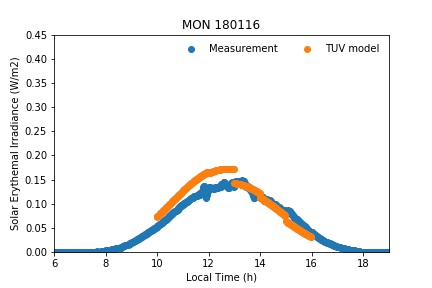 MON 180116
Measurement
TUV model
Solar Erythemal Irradiance (W/m2)
0.45
0.40
0.35
0.30
0.25
0.20
0.15
0.10
0.05
0.00
6 8 10 12 14 16 18
Local Time (h)